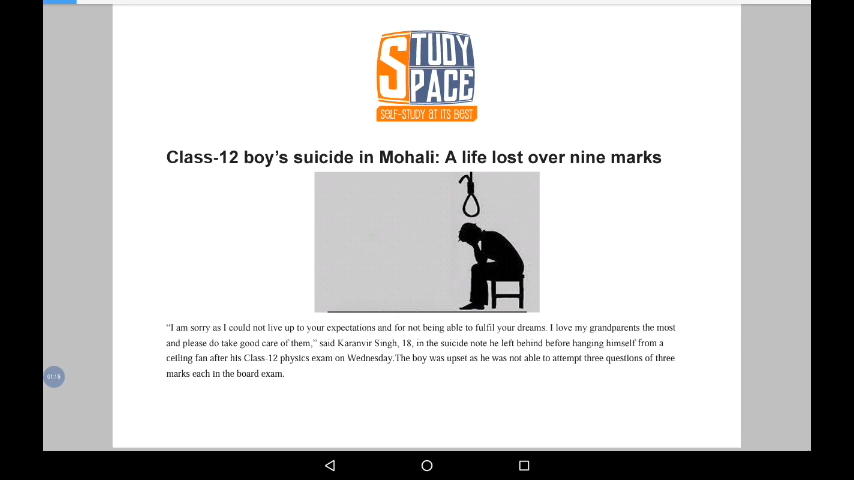 STUDY
SPACE
SELF-STUDY AT ITS BEST
Class-12 boy's suicide in Mohali: A life lost over nine marks
"I am sorry as I could not live up to your expectations and for not being able to fulfil your dreams. I love my grandparents the most
and please do take good care of them," said Karanvir Singh, 18, in the suicide note he left behind before hanging himself from a
ceiling fan after his Class-12 physics exam on Wednesday.The boy was upset as he was not able to attempt three questions of three
marks each in the board exam.